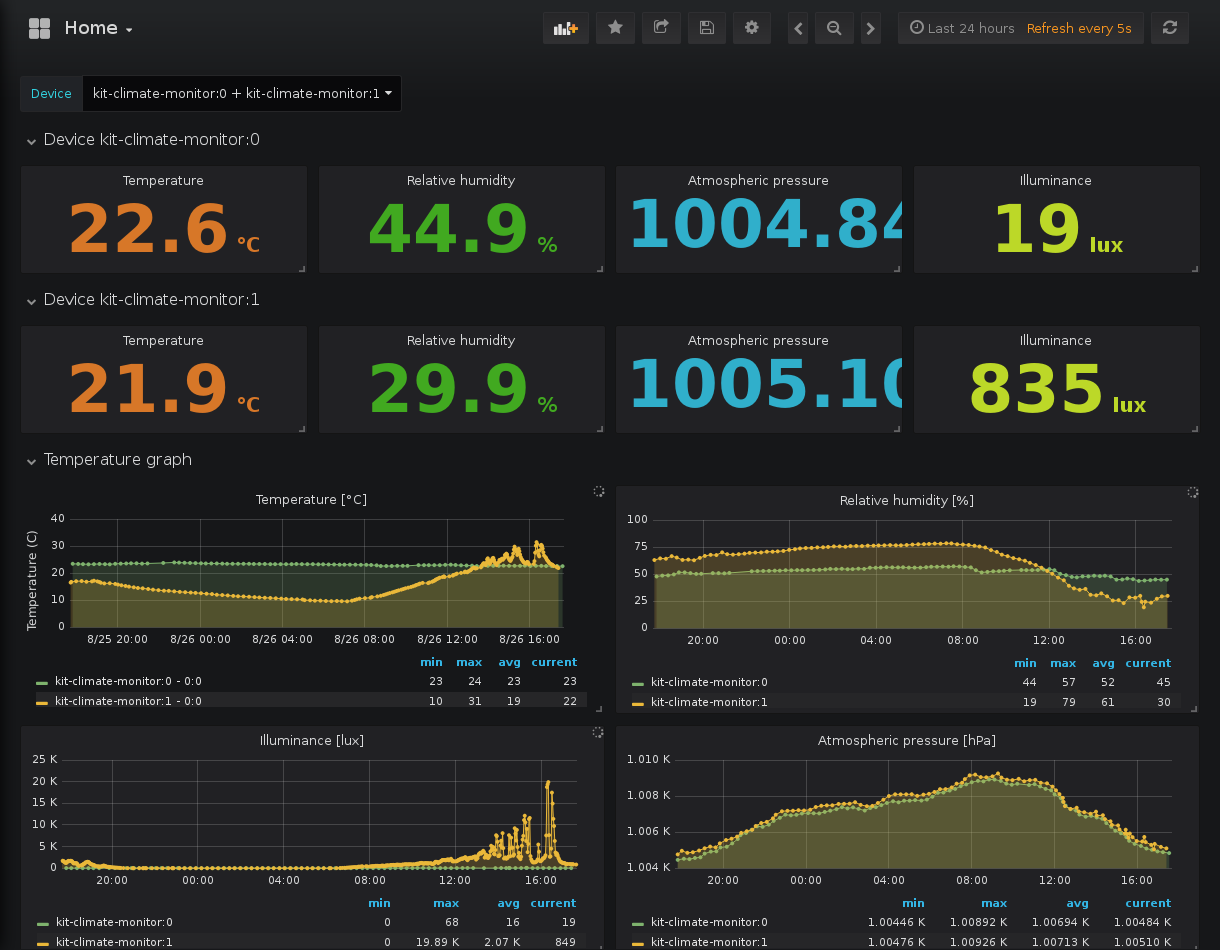 Home
Last 24 hours Refresh every 5s
Device kit-climate-monitor:0 + kit-climate-monitor:1
Device kit-climate-monitor:0
Temperature Relative humidity Atmospheric pressure Illuminance
22.6 °C 44.9 % 1004.84 19 lux
Device kit-climate-monitor:1
Temperature Relative humidity Atmospheric pressure Illuminance
21.9 °C 29.9 % 1005.10 835 lux
Temperature graph
Temperature [°C]
Temperature (C)
40
30
20
10
0
8/25 20:00 8/26 00:00 8/26 04:00 8/26 08:00 8/26 12:00 8/26 16:00
min max avg current
kit-climate-monitor:0 - 0:0 23 24 23 23
kit-climate-monitor:1 - 0:0 10 31 19 22
Relative humidity [%]
100
75
50
25
0
20:00 00:00 04:00 08:00 12:00 16:00
min max avg current
kit-climate-monitor:0 44 57 52 45
kit-climate-monitor:1 19 79 61 30
Illuminance [lux]
25 K
20 K
15 K
10 K
5 K
0
20:00 00:00 04:00 08:00 12:00 16:00
min max avg current
kit-climate-monitor:0 0 68 16 19
kit-climate-monitor:1 0 19.89 K 2.07 K 849
Atmospheric pressure [hPa]
1.010 K
1.008 K
1.006 K
1.004 K
20:00 00:00 04:00 08:00 12:00 16:00
min max avg current
kit-climate-monitor:0 1.00446 K 1.00892 K 1.00694 K 1.00484 K
kit-climate-monitor:1 1.00476 K 1.00926 K 1.00713 K 1.00510 K